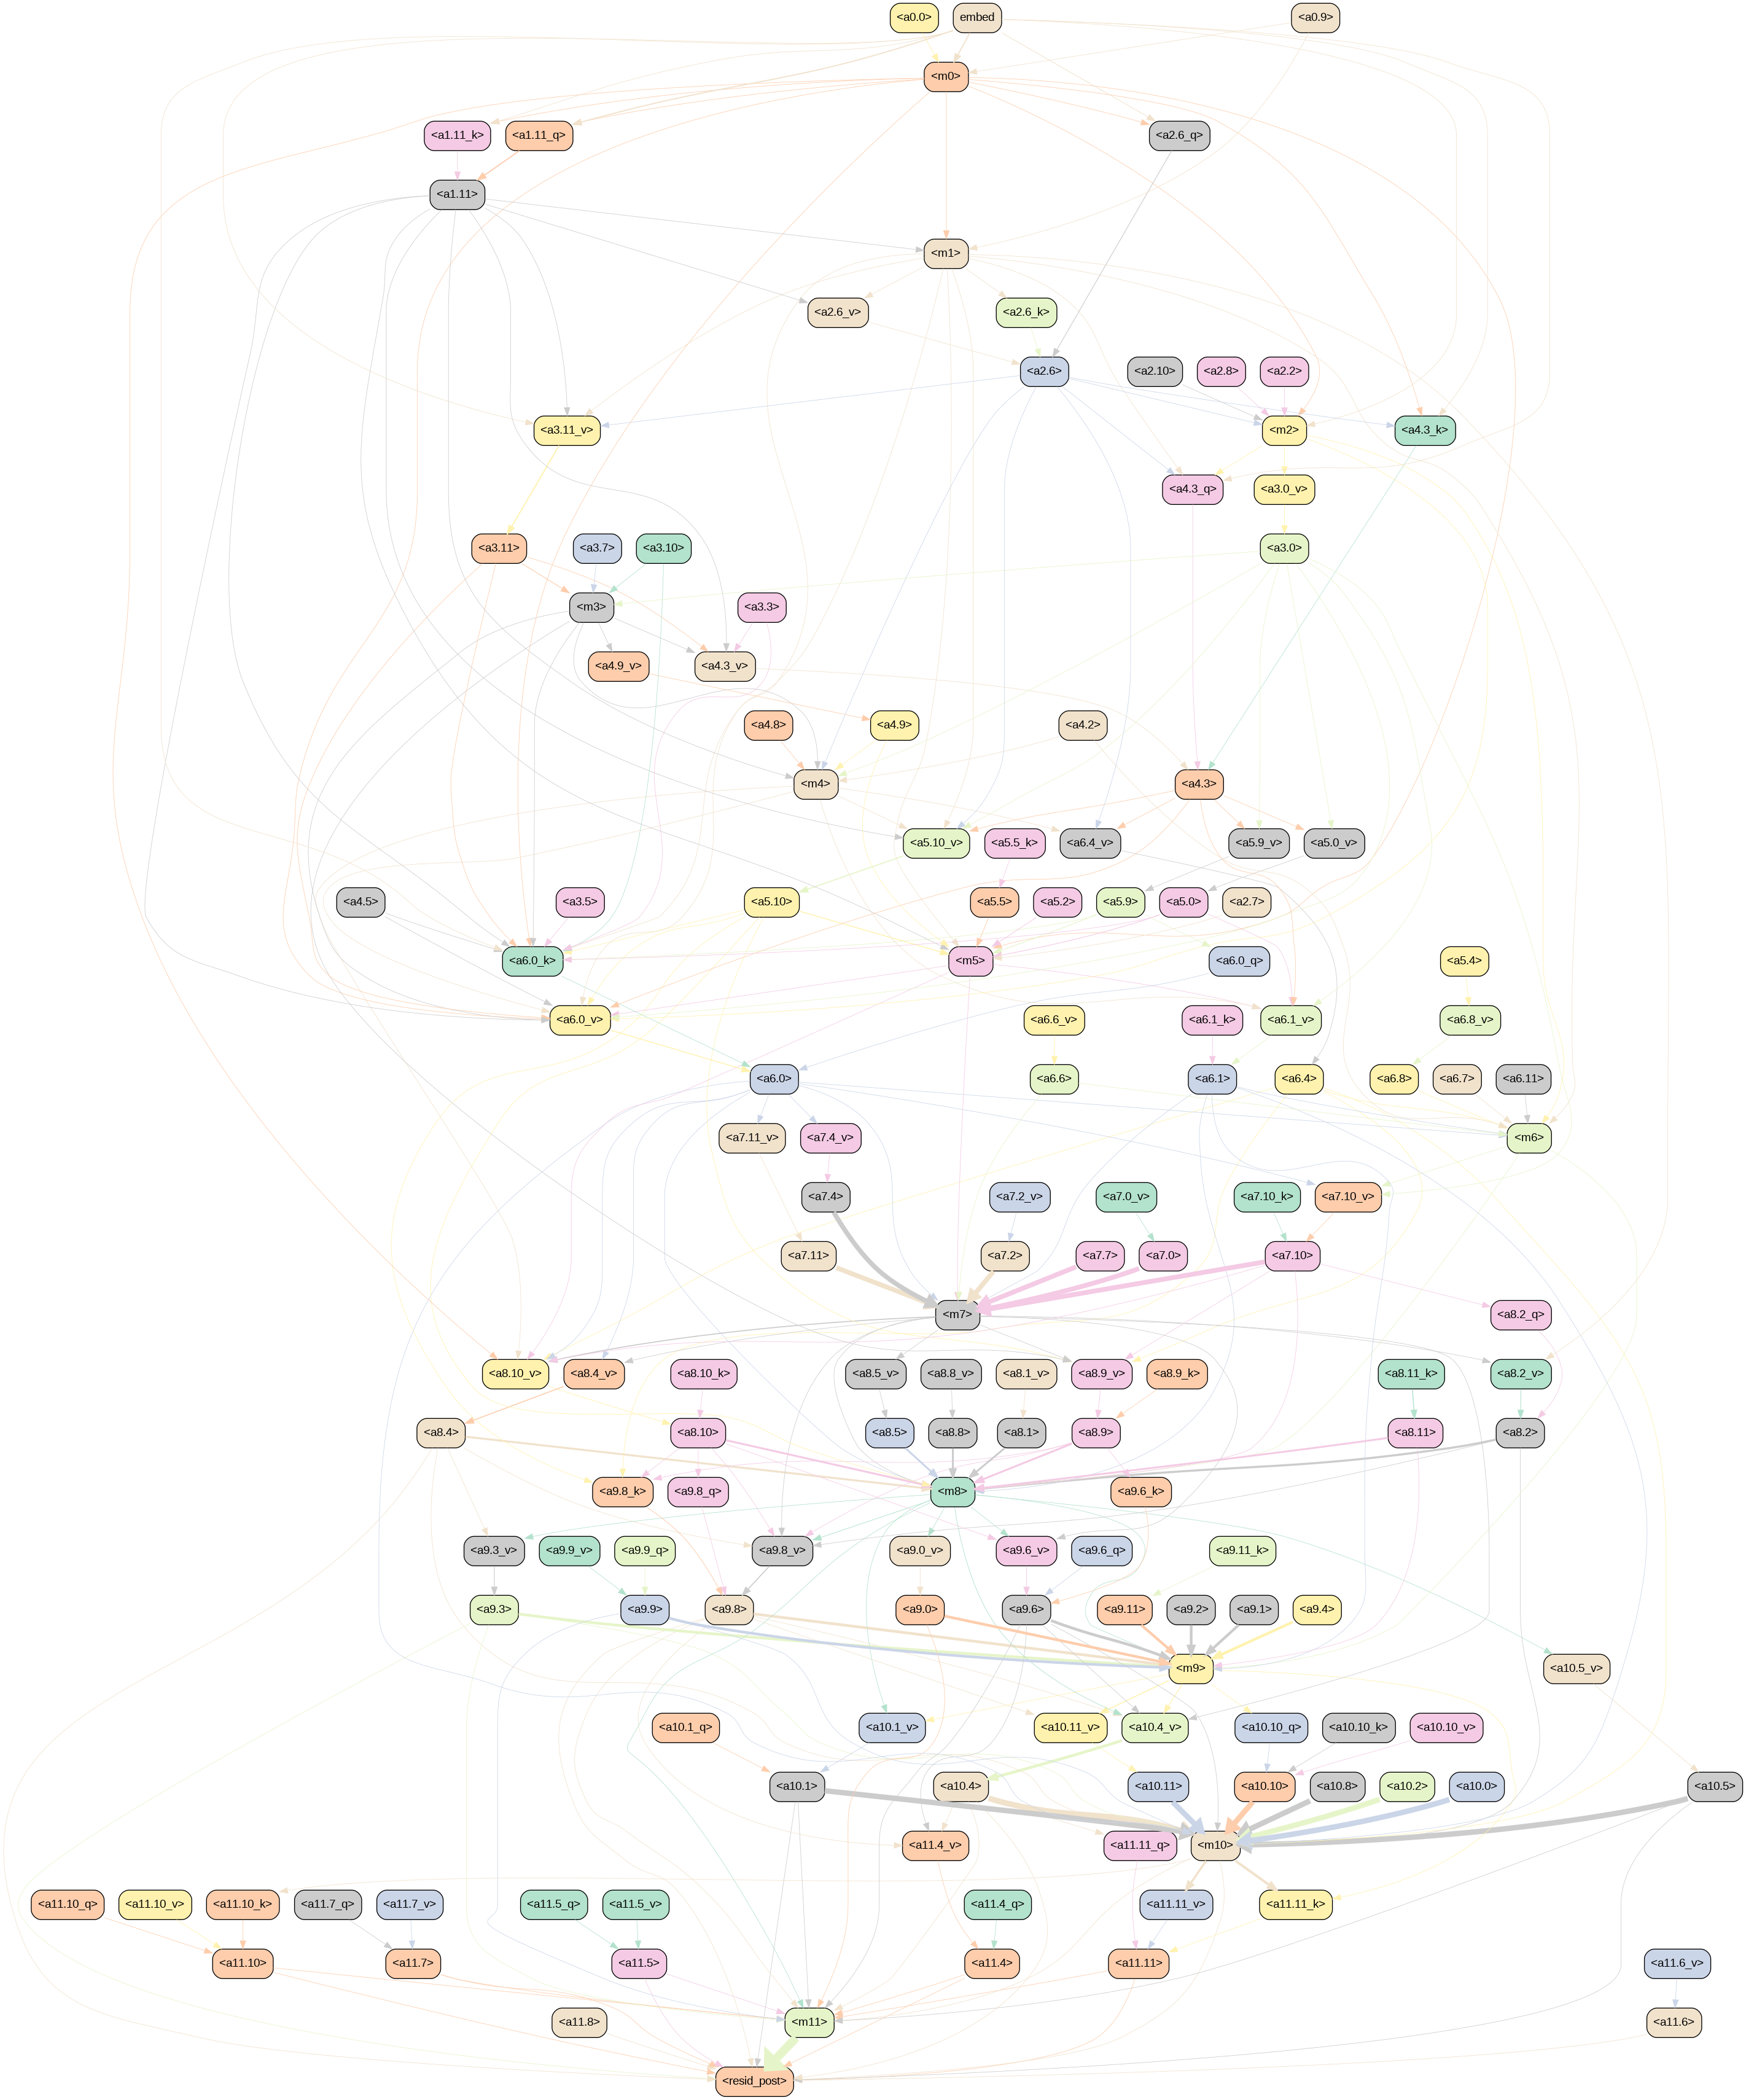 <a0.0> embed <a0.9>
<m0>
<a1.11_k> <a1.11_q> <a2.6_q>
<a1.11>
<m1>
<a2.6_v> <a2.6_k>
<a2.6> <a2.10> <a2.8> <a2.2>
<a3.11_v> <m2> <a4.3_k>
<a4.3_q> <a3.0_v>
<a3.11> <a3.7> <a3.10> <a3.0>
<m3> <a3.3>
<a4.9_v> <a4.3_v>
<a4.8> <a4.9> <a4.2>
<m4> <a4.3>
<a5.10_v> <a5.5_k> <a6.4_v> <a5.9_v> <a5.0_v>
<a4.5> <a3.5> <a5.10> <a5.5> <a5.2> <a5.9> <a5.0> <a2.7>
<a6.0_k> <m5> <a6.0_q> <a5.4>
<a6.0_v> <a6.6_v> <a6.1_k> <a6.1_v> <a6.8_v>
<a6.0> <a6.6> <a6.1> <a6.4> <a6.8> <a6.7> <a6.11>
<a7.11_v> <a7.4_v> <m6>
<a7.4> <a7.2_v> <a7.0_v> <a7.10_k> <a7.10_v>
<a7.11> <a7.2> <a7.7> <a7.0> <a7.10>
<m7> <a8.2_q>
<a8.10_v> <a8.4_v> <a8.10_k> <a8.5_v> <a8.8_v> <a8.1_v> <a8.9_v> <a8.9_k> <a8.11_k> <a8.2_v>
<a8.4> <a8.10> <a8.5> <a8.8> <a8.1> <a8.9> <a8.11> <a8.2>
<a9.8_k> <a9.8_q> <m8> <a9.6_k>
<a9.3_v> <a9.9_v> <a9.9_q> <a9.8_v> <a9.0_v> <a9.6_v> <a9.6_q> <a9.11_k>
<a9.3> <a9.9> <a9.8> <a9.0> <a9.6> <a9.11> <a9.2> <a9.1> <a9.4>
<m9> <a10.5_v>
<a10.1_q> <a10.1_v> <a10.11_v> <a10.4_v> <a10.10_q> <a10.10_k> <a10.10_v>
<a10.1> <a10.4> <a10.11> <a10.10> <a10.8> <a10.2> <a10.0> <a10.5>
<a11.4_v> <a11.11_q> <m10>
<a11.10_q> <a11.10_v> <a11.10_k> <a11.7_q> <a11.7_v> <a11.5_q> <a11.5_v> <a11.4_q> <a11.11_v> <a11.11_k>
<a11.10> <a11.7> <a11.5> <a11.4> <a11.11> <a11.6_v>
<a11.8> <m11> <a11.6>
<resid_post>